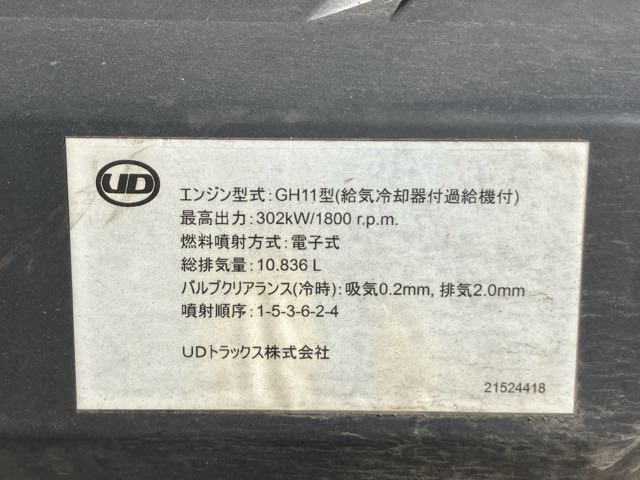 UD
エンジン型式:GH11型(給気冷却器付過給機付)
最高出力:302kW/1800 r.p.m.
燃料噴射方式:電子式
総排気量:10.836 L
バルブクリアランス(冷時):吸気0.2mm, 排気2.0mm
噴射順序:1-5-3-6-2-4
UDトラックス株式会社
21524418